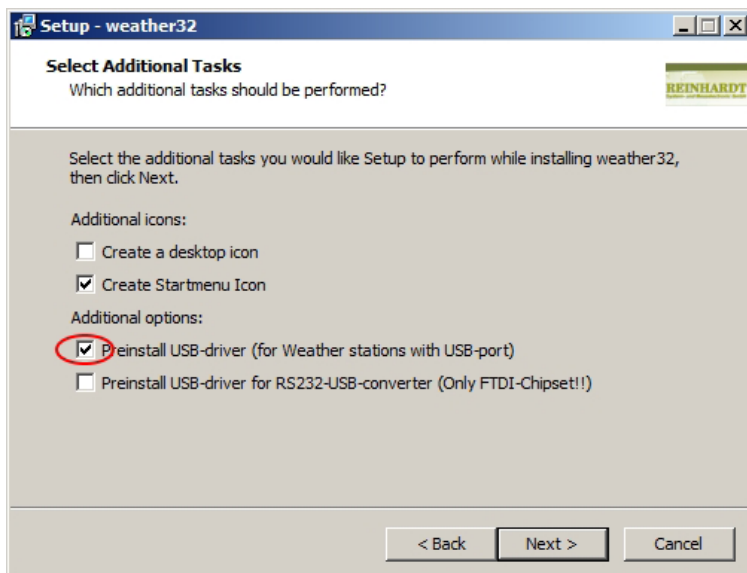 Setup - weather32
Select Additional Tasks
Which additional tasks should be performed?
REINHARDT
Select the additional tasks you would like Setup to perform while installing weather32,
then click Next.
Additional icons:
Create a desktop icon
Create Startmenu Icon
Additional options:
Preinstall USB-driver (for Weather stations with USB-port)
Preinstall USB-driver for RS232-USB-converter (Only FTDI-Chipset!!)
< Back
Next >
Cancel